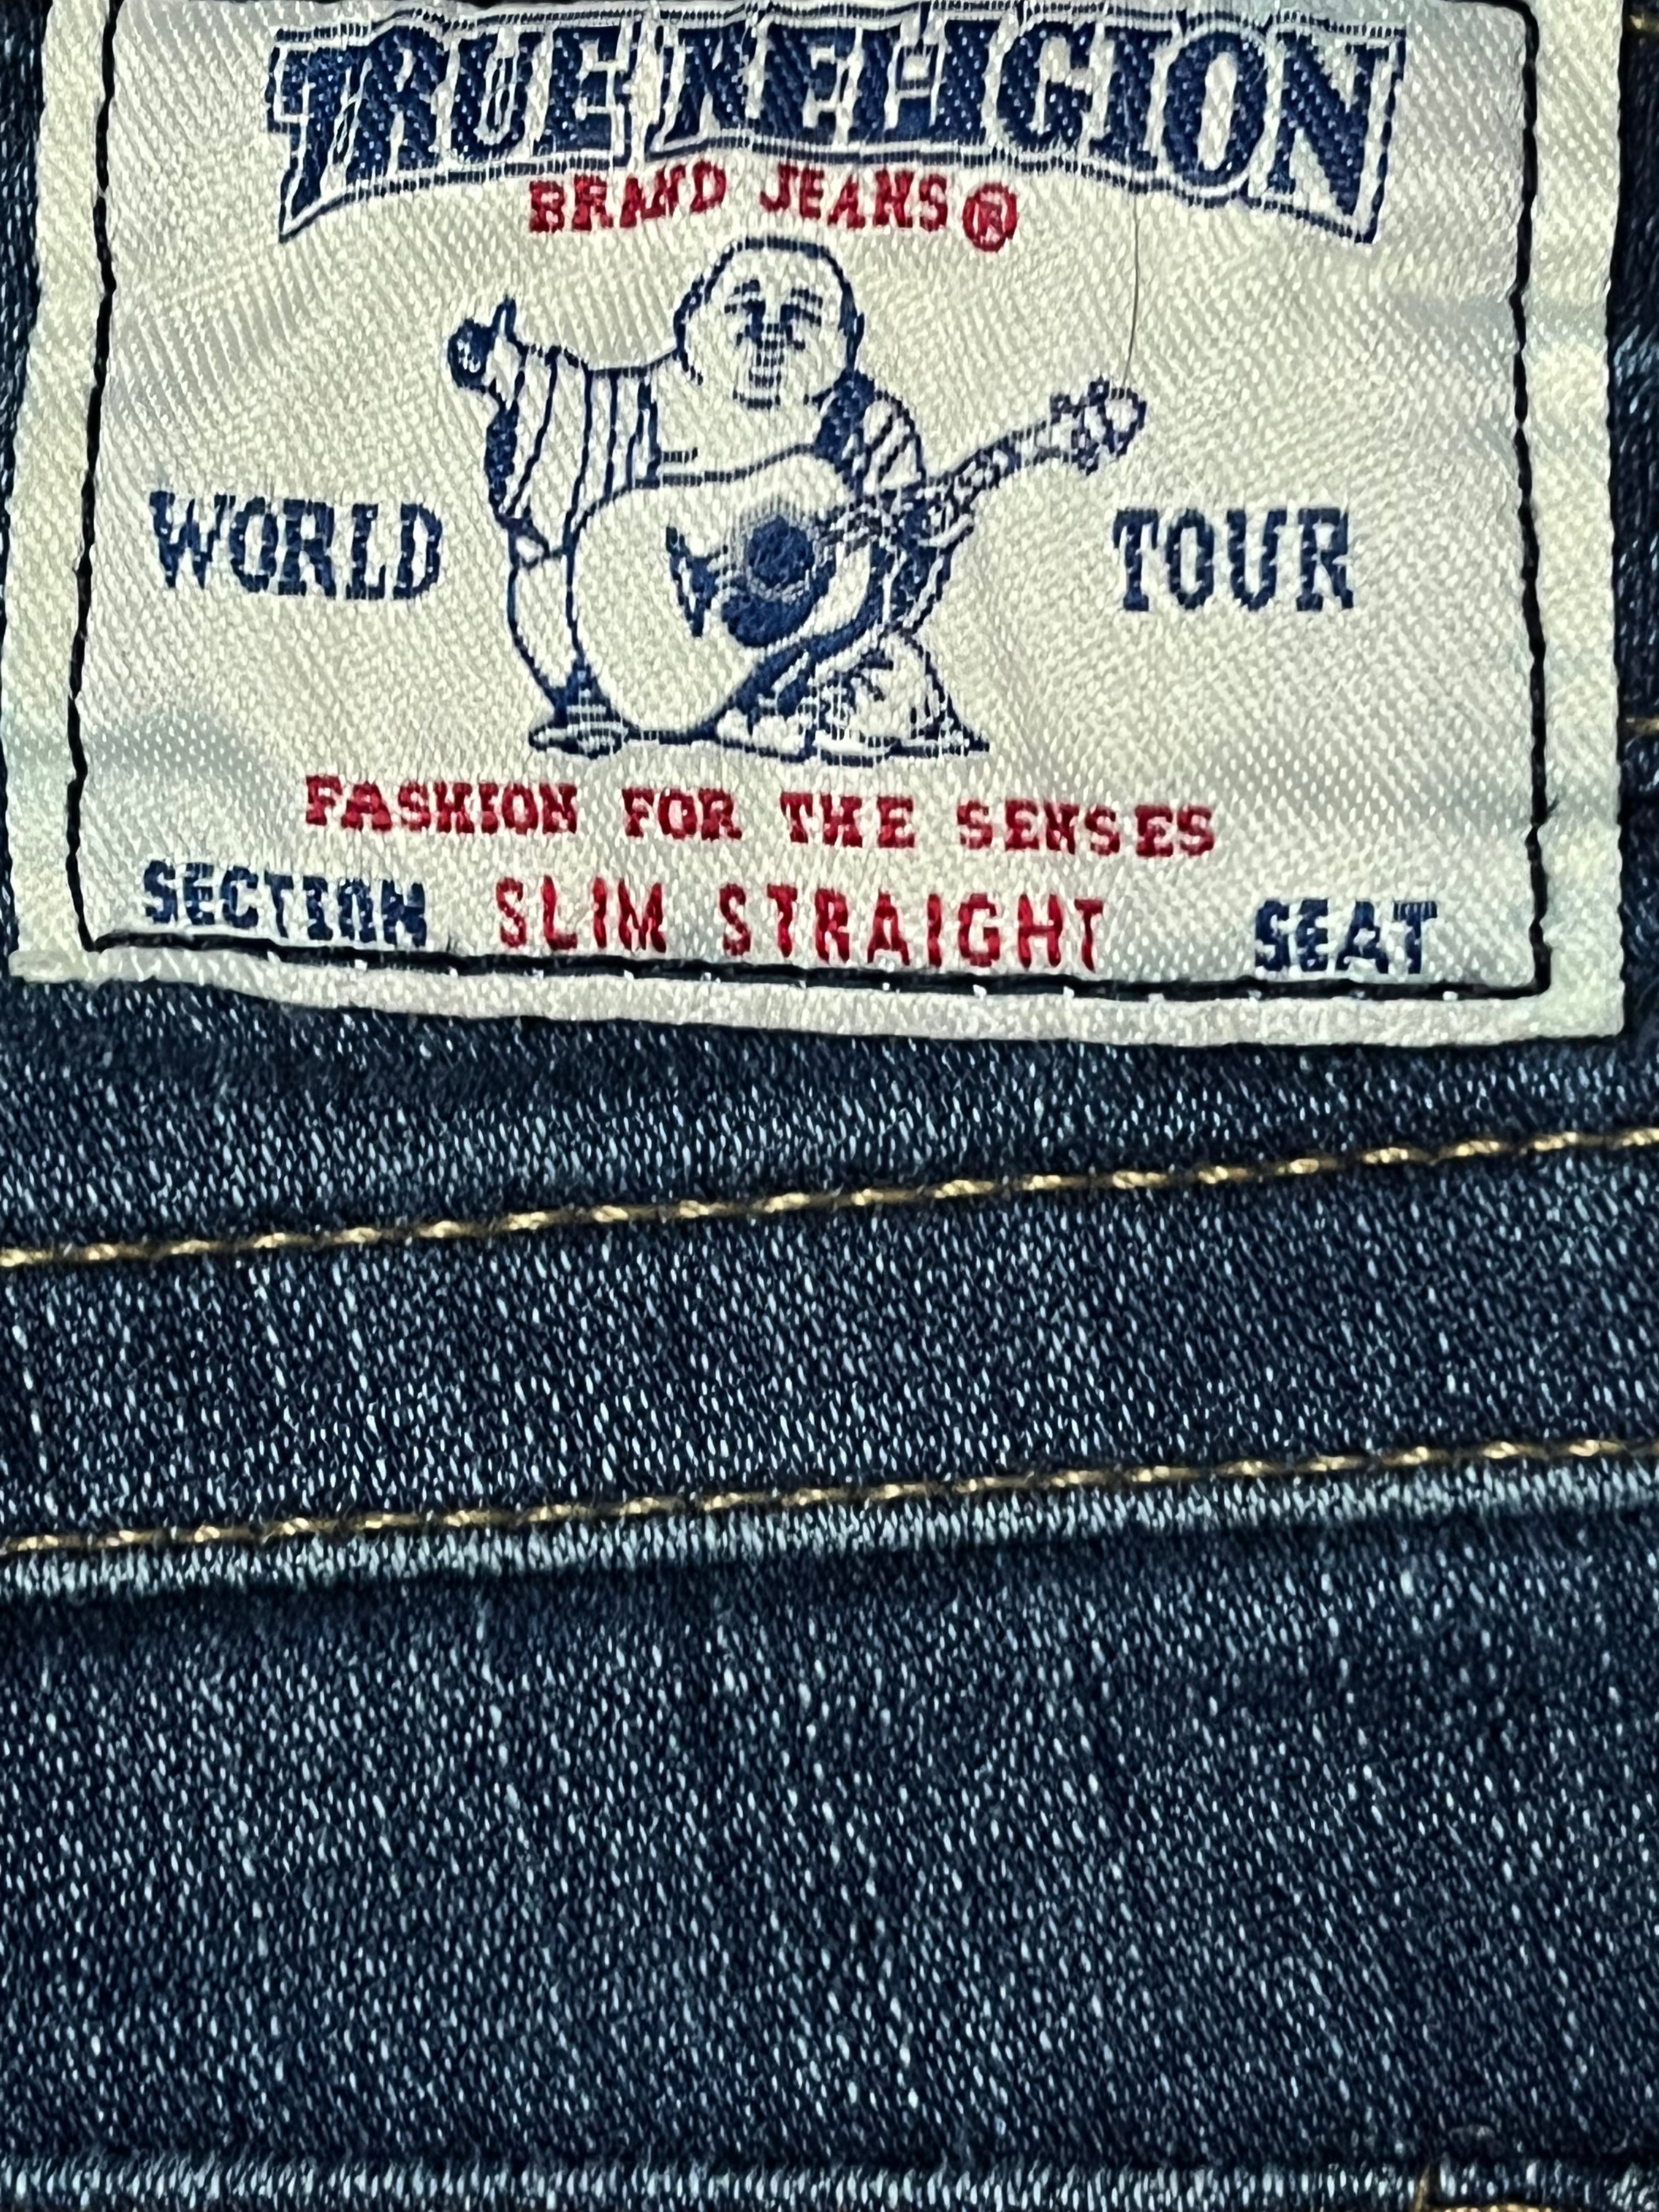 TRUE RELIGION
BRAND JEANS®
WORLD TOUR
FASHION FOR THE SENSES
SECTION SLIM STRAIGHT SEAT